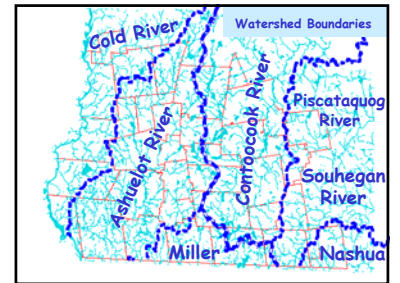 Watershed Boundaries
Cold River
Ashuelot River
Contoocook River
Piscataquog
River
Souhegan
River
Miller
Nashua